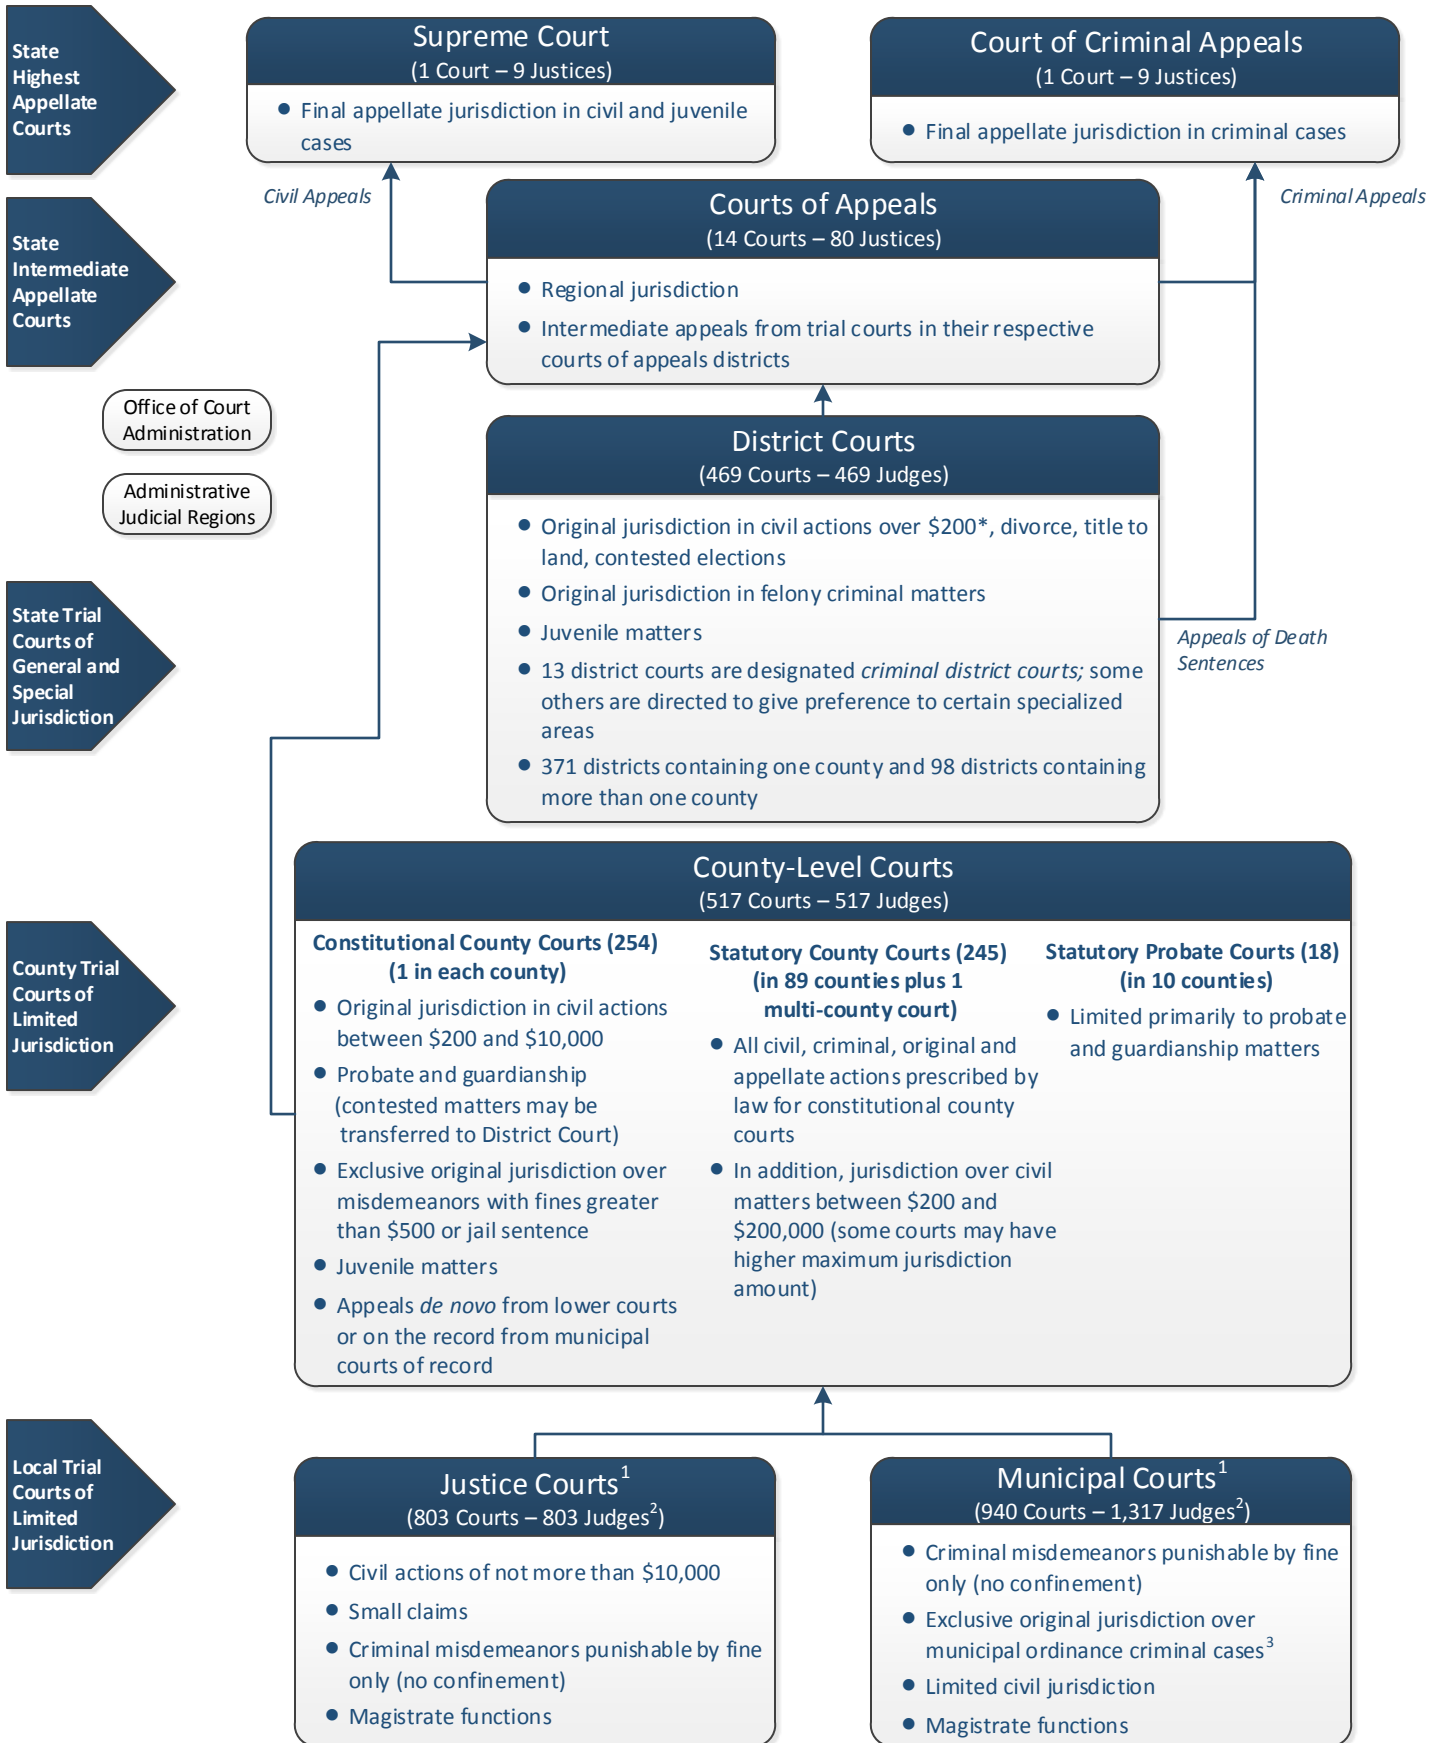 State
Highest
Appellate
Courts
Supreme Court
(1 Court – 9 Justices)
● Final appellate jurisdiction in civil and juvenile
cases
Court of Criminal Appeals
(1 Court – 9 Justices)
● Final appellate jurisdiction in criminal cases
Civil Appeals
Criminal Appeals
State
Intermediate
Appellate
Courts
Courts of Appeals
(14 Courts – 80 Justices)
● Regional jurisdiction
● Intermediate appeals from trial courts in their respective
courts of appeals districts
Office of Court
Administration
Administrative
Judicial Regions
State Trial
Courts of
General and
Special
Jurisdiction
District Courts
(469 Courts – 469 Judges)
● Original jurisdiction in civil actions over $200*, divorce, title to
land, contested elections
● Original jurisdiction in felony criminal matters
● Juvenile matters
● 13 district courts are designated criminal district courts; some
others are directed to give preference to certain specialized
areas
● 371 districts containing one county and 98 districts containing
more than one county
Appeals of Death
Sentences
County Trial
Courts of
Limited
Jurisdiction
County-Level Courts
(517 Courts – 517 Judges)
Constitutional County Courts (254)
(1 in each county)
● Original jurisdiction in civil actions
between $200 and $10,000
● Probate and guardianship
(contested matters may be
transferred to District Court)
● Exclusive original jurisdiction over
misdemeanors with fines greater
than $500 or jail sentence
● Juvenile matters
● Appeals de novo from lower courts
or on the record from municipal
courts of record
Statutory County Courts (245)
(in 89 counties plus 1
multi-county court)
● All civil, criminal, original and
appellate actions prescribed by
law for constitutional county
courts
● In addition, jurisdiction over civil
matters between $200 and
$200,000 (some courts may have
higher maximum jurisdiction
amount)
Statutory Probate Courts (18)
(in 10 counties)
● Limited primarily to probate
and guardianship matters
Local Trial
Courts of
Limited
Jurisdiction
Justice Courts1
(803 Courts – 803 Judges2)
● Civil actions of not more than $10,000
● Small claims
● Criminal misdemeanors punishable by fine
only (no confinement)
● Magistrate functions
Municipal Courts1
(940 Courts – 1,317 Judges2)
● Criminal misdemeanors punishable by fine
only (no confinement)
● Exclusive original jurisdiction over
municipal ordinance criminal cases3
● Limited civil jurisdiction
● Magistrate functions